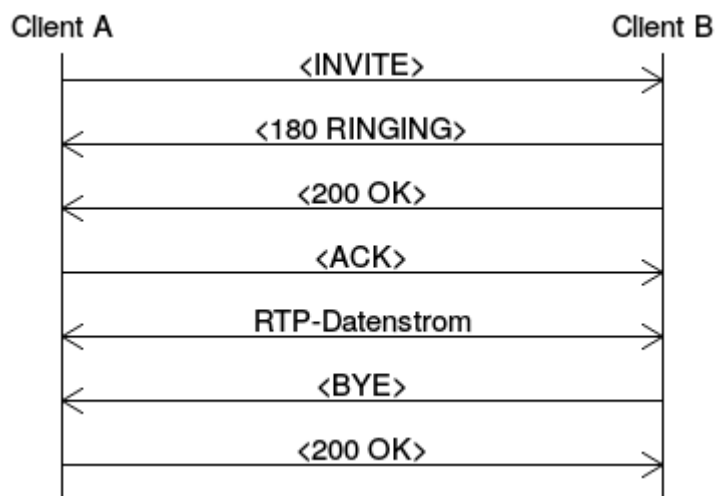 Client A
Client B
<INVITE>
<180 RINGING>
<200 OK>
<ACK>
RTP-Datenstrom
<BYE>
<200 OK>